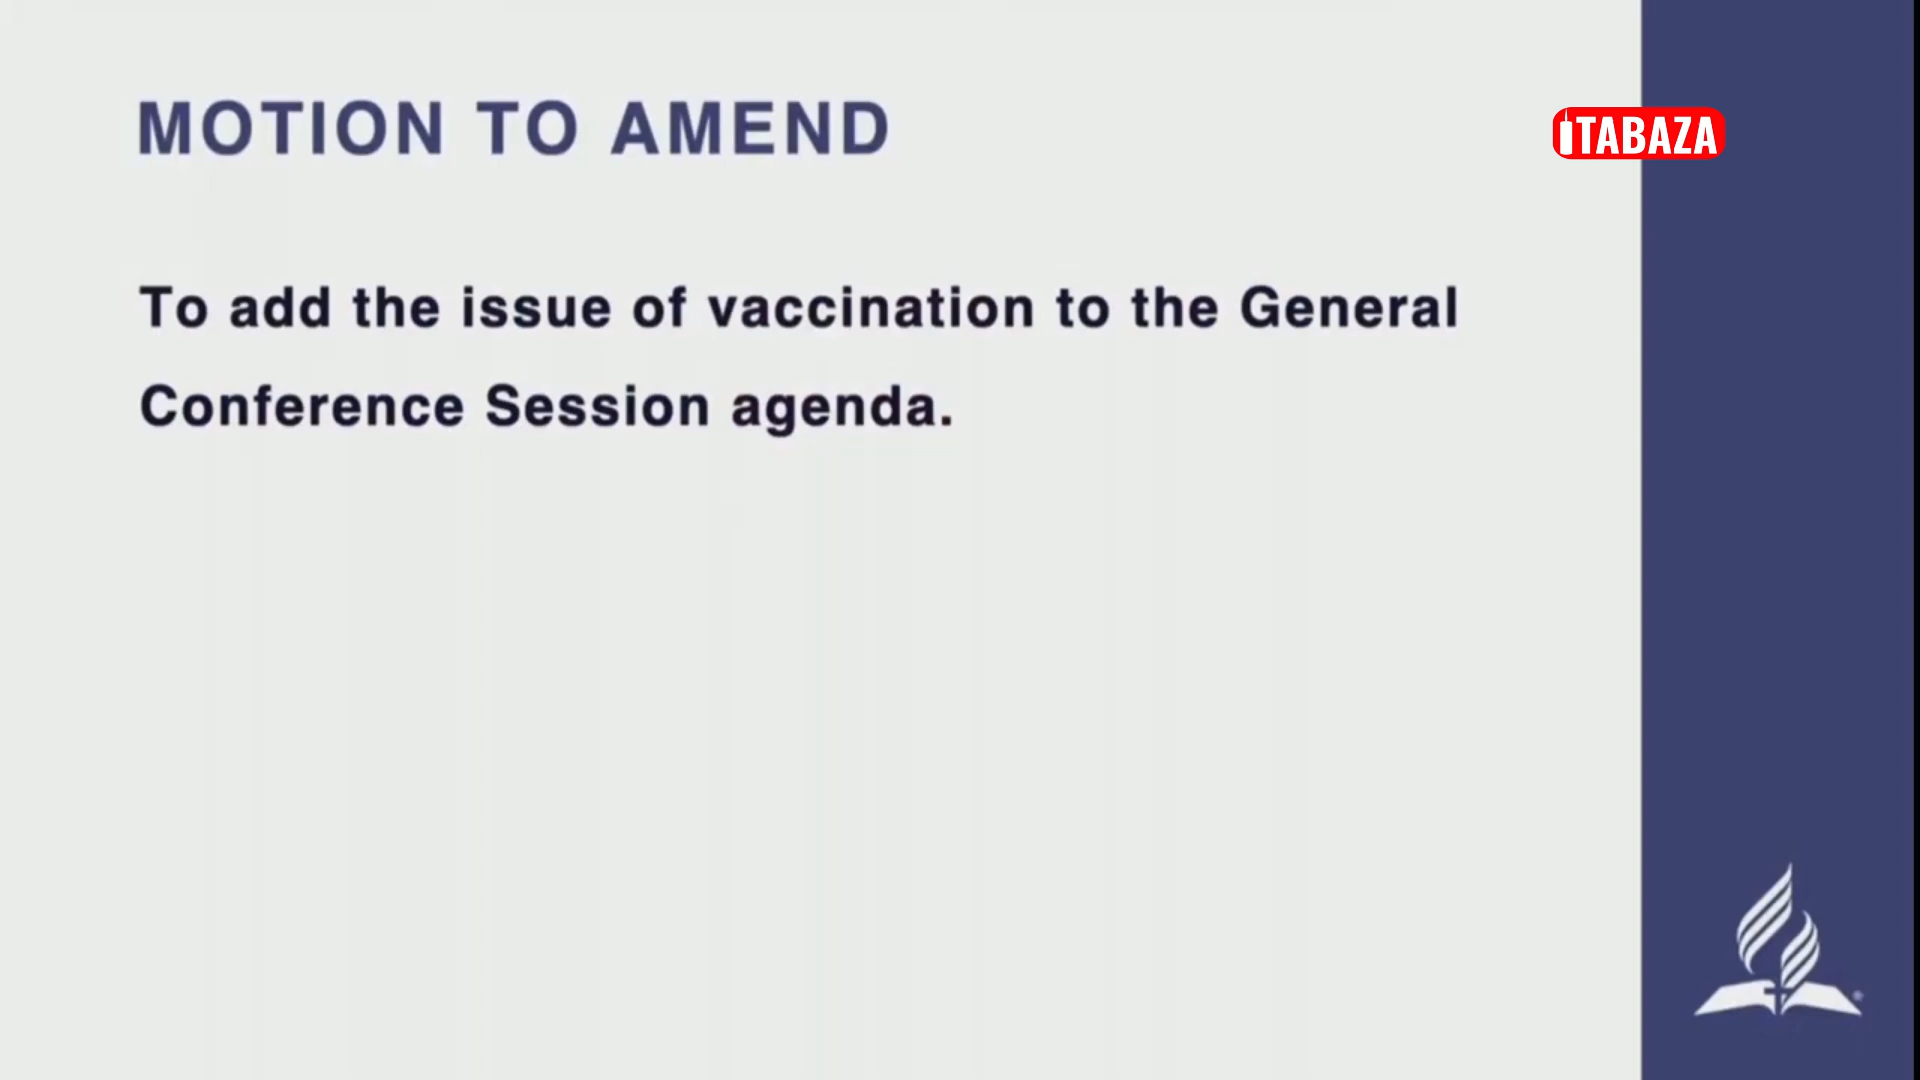 MOTION TO AMEND
ITABAZA
To add the issue of vaccination to the General
Conference Session agenda.